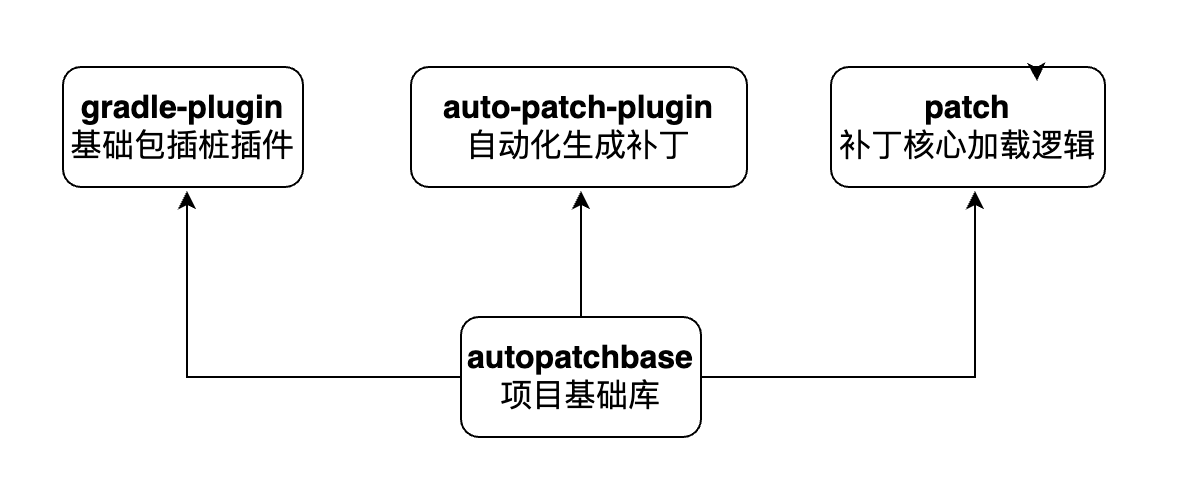 gradle-plugin
基础包插桩插件
auto-patch-plugin
自动化生成补丁
patch
补丁核心加载逻辑
autopatchbase
项目基础库